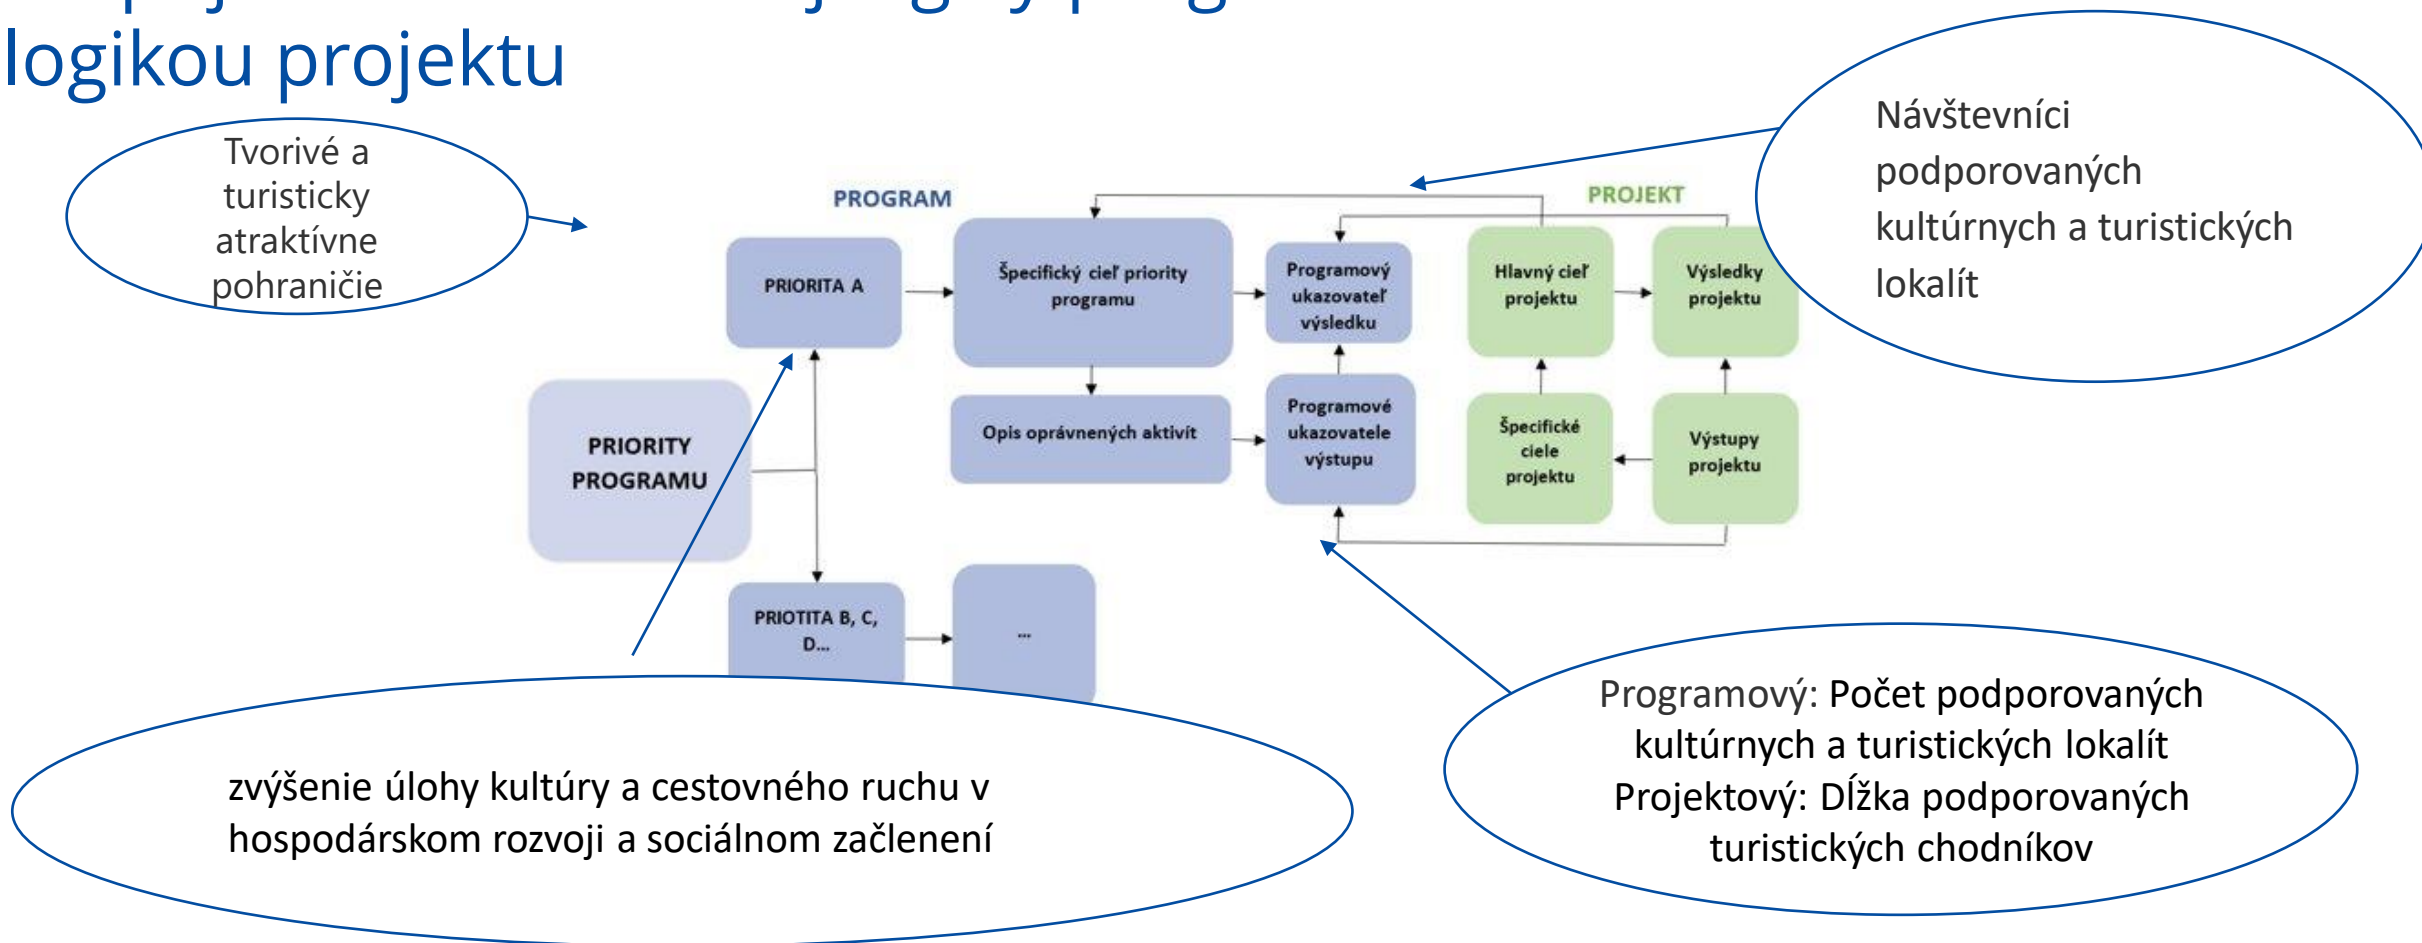 logikou projektu
Tvorivé a
turisticky
atraktívne
pohraničie
Návštevníci
podporovaných
kultúrnych a turistických
lokalít
PROGRAM
PROJEKT
PRIORITA A
Špecifický cieľ priority
programu
Programový
ukazovateľ
výsledku
Hlavný cieľ
projektu
Výsledky
projektu
PRIORITY
PROGRAMU
Opis oprávnených aktivít
Programové
ukazovatele
výstupu
Špecifické
ciele
projektu
Výstupy
projektu
PRIOTITA B, C,
D...
...
zvýšenie úlohy kultúry a cestovného ruchu v
hospodárskom rozvoji a sociálnom začlenení
Programový: Počet podporovaných
kultúrnych a turistických lokalít
Projektový: Dĺžka podporovaných
turistických chodníkov